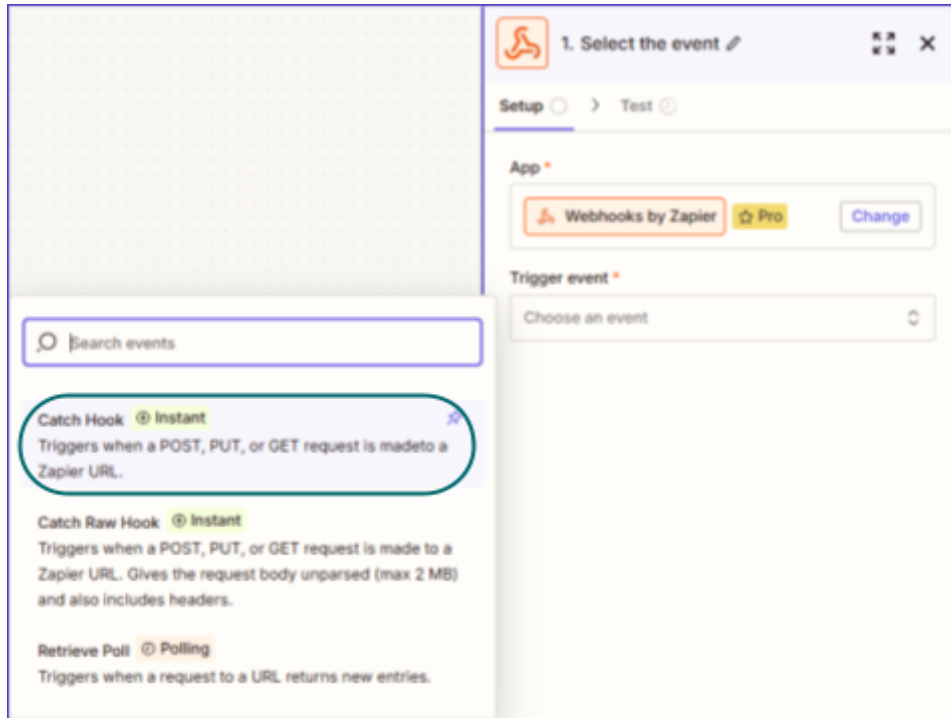 1. Select the event
Setup
Test
App *
Webhooks by Zapier
Pro
Change
Trigger event *
Choose an event
Search events
Catch Hook Instant
Triggers when a POST, PUT, or GET request is madeto a
Zapier URL.
Catch Raw Hook Instant
Triggers when a POST, PUT, or GET request is made to a
Zapier URL. Gives the request body unparsed (max 2 MB)
and also includes headers.
Retrieve Poll Polling
Triggers when a request to a URL returns new entries.